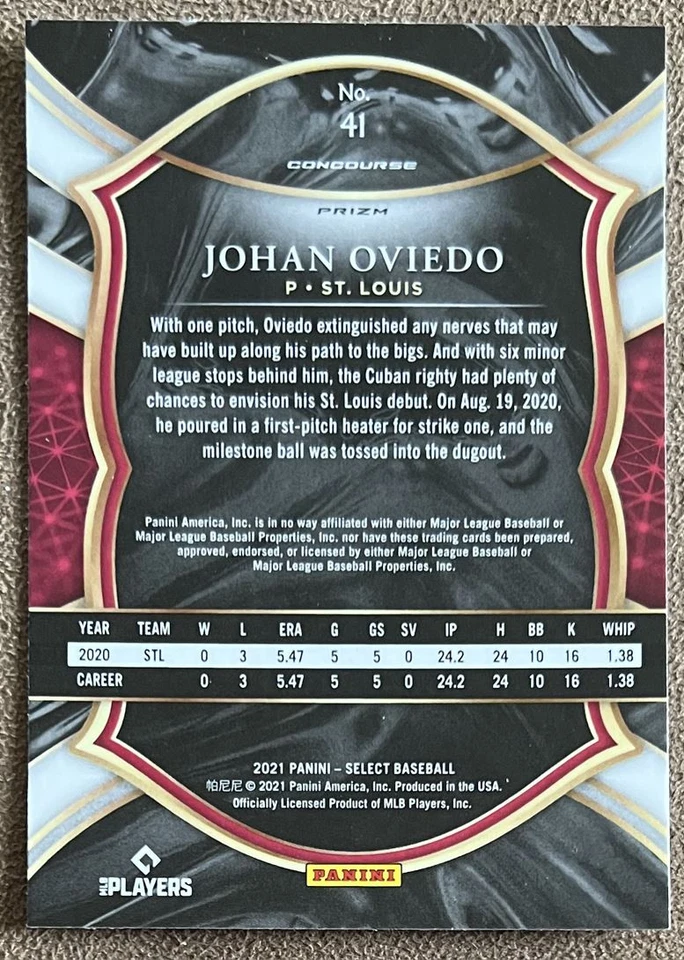 No.
41
CONCOURSE
PRIZM
JOHAN OVIEDO
P • ST. LOUIS
With one pitch, Oviedo extinguished any nerves that may
have built up along his path to the bigs. And with six minor
league stops behind him, the Cuban righty had plenty of
chances to envision his St. Louis debut. On Aug. 19, 2020,
he poured in a first-pitch heater for strike one, and the
milestone ball was tossed into the dugout.
Panini America, Inc. is in no way affiliated with either Major League Baseball or
Major League Baseball Properties, Inc. nor have these trading cards been prepared,
approved, endorsed, or licensed by either Major League Baseball or
Major League Baseball Properties, Inc.
YEAR TEAM W L ERA G GS SV IP H BB K WHIP
2020 STL 0 3 5.47 5 5 0 24.2 24 10 16 1.38
CAREER 0 3 5.47 5 5 0 24.2 24 10 16 1.38
2021 PANINI – SELECT BASEBALL
帕尼尼 © 2021 Panini America, Inc. Produced in the USA.
Officially Licensed Product of MLB Players, Inc.
MLB PLAYERS
PANINI